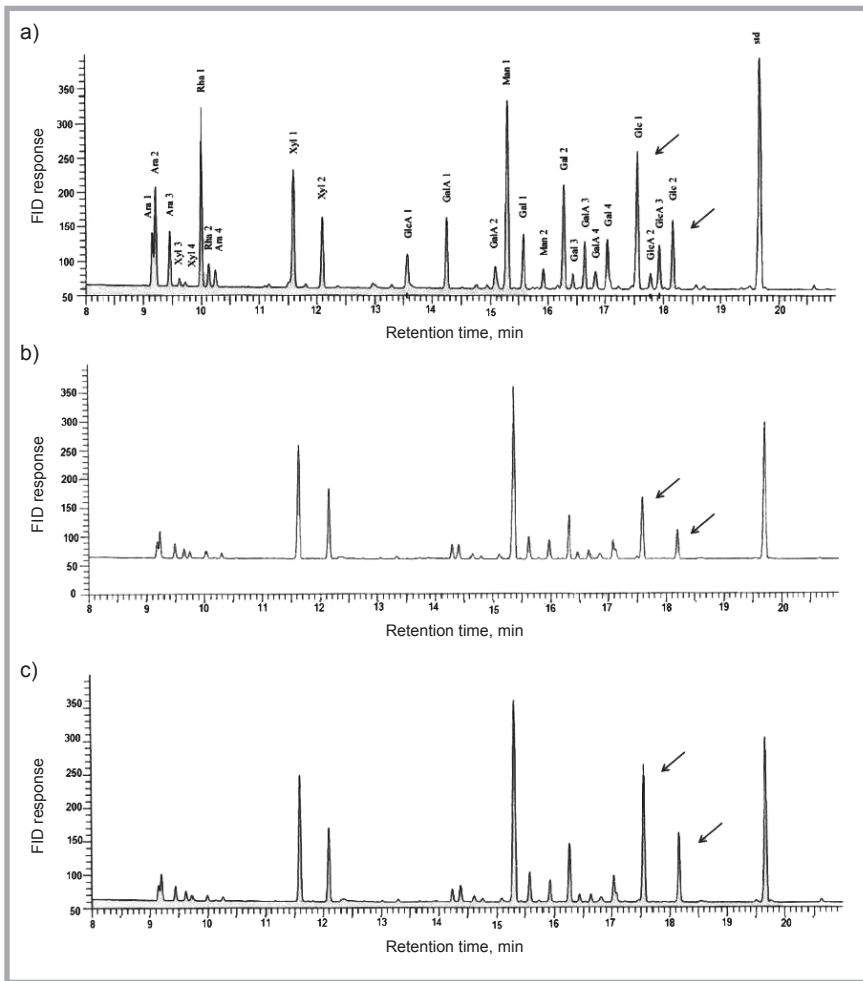 a)
FID response
350
300
250
200
150
100
50
Ara 1
Ara 2
Ara 3
Xyl 3
Xyl 4
Rha 1
Rha 2
Ara 4
Xyl 1
Xyl 2
GlcA 1
GalA 1
GalA 2
Man 1
Gal 1
Man 2
Gal 2
Gal 3
GalA 3
GalA 4
Gal 4
Glc 1
GlcA 2
GlcA 3
Glc 2
std
8 9 10 11 12 13 14 15 16 17 18 19 20
Retention time, min
b)
FID response
350
300
250
200
150
100
50
0
8 9 10 11 12 13 14 15 16 17 18 19 20
Retention time, min
c)
FID response
350
300
250
200
150
100
50
8 9 10 11 12 13 14 15 16 17 18 19 20
Retention time, min